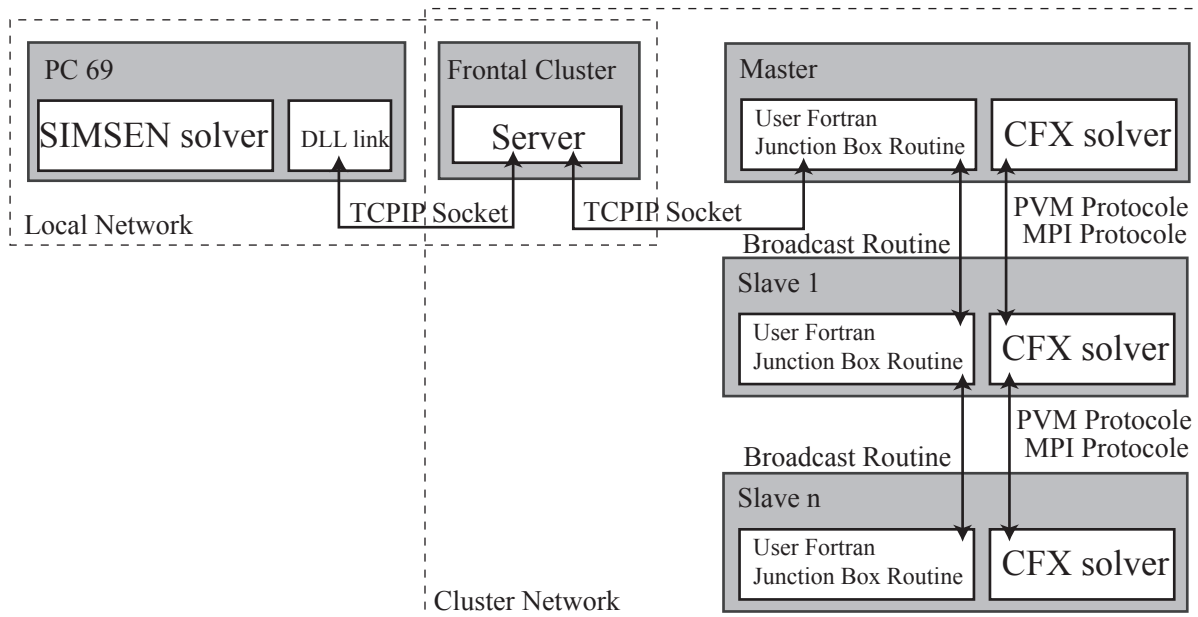 PC 69
SIMSEN solver
DLL link
Frontal Cluster
Server
Master
User Fortran
Junction Box Routine
CFX solver
TCPIP Socket
TCPIP Socket
Local Network
PVM Protocole
MPI Protocole
Broadcast Routine
Slave 1
User Fortran
Junction Box Routine
CFX solver
PVM Protocole
MPI Protocole
Broadcast Routine
Slave n
User Fortran
Junction Box Routine
CFX solver
Cluster Network